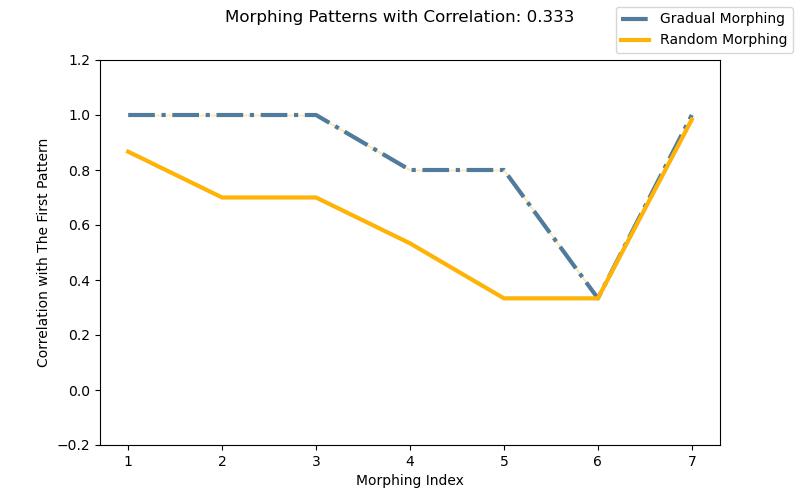 Morphing Patterns with Correlation: 0.333
Gradual Morphing
Random Morphing
1.2
1.0
0.8
0.6
0.4
0.2
0.0
−0.2
Correlation with The First Pattern
1 2 3 4 5 6 7
Morphing Index